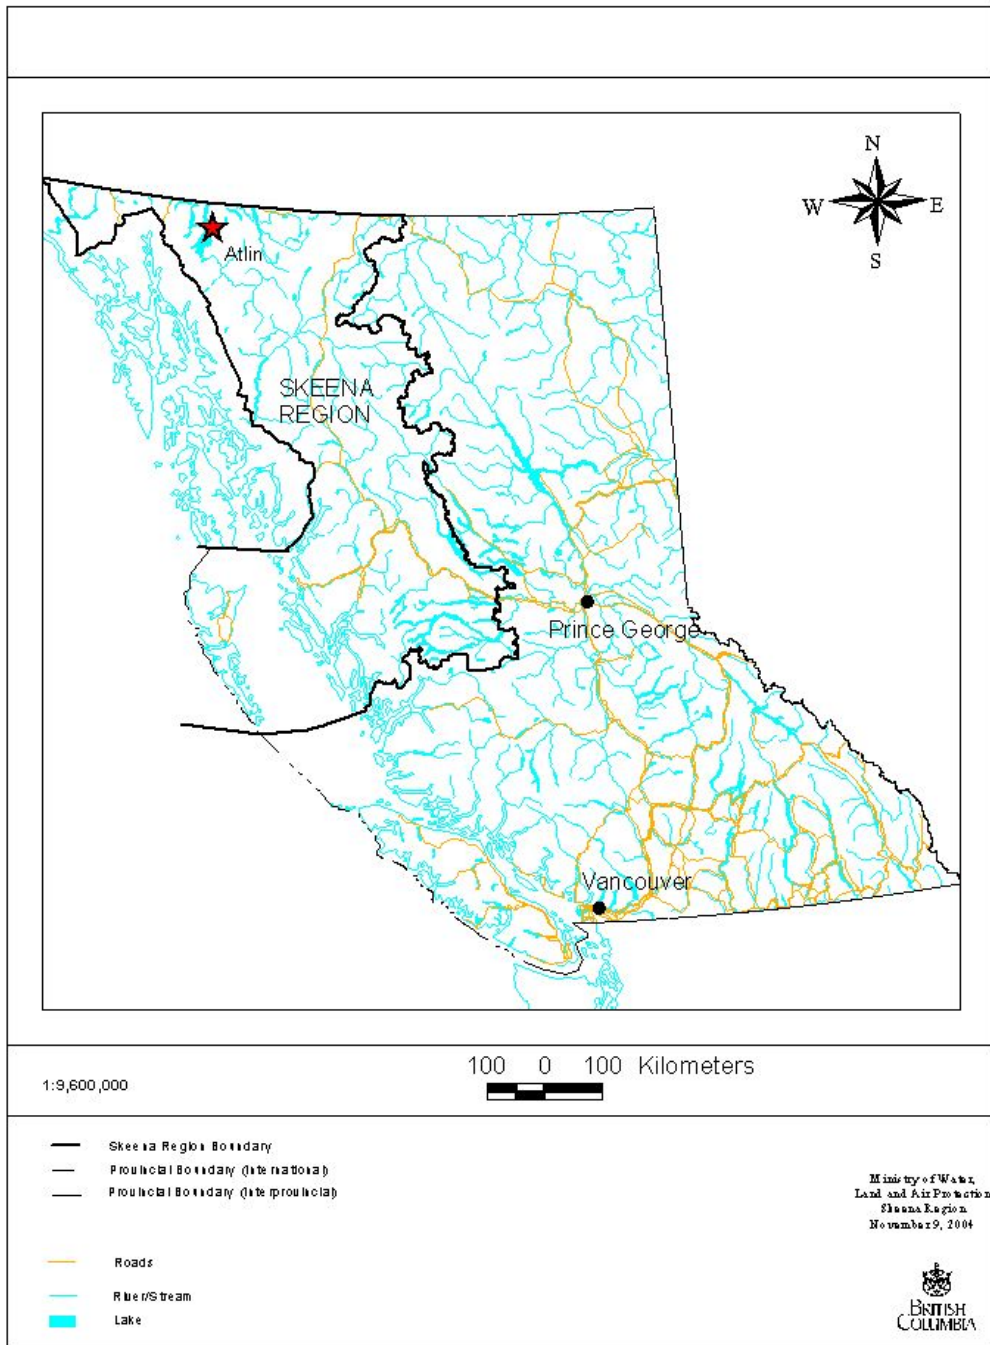 N
W E
S
Atlin
SKEENA
REGION
Prince George
Vancouver
100 0 100 Kilometers
1:9,600,000
Skeena Region Boundary
Provincial Boundary (International)
Provincial Boundary (Interprovincial)
Ministry of Water,
Land and Air Protection
Skeena Region
November 9, 2004
Roads
River/Stream
Lake
BRITISH
COLUMBIA